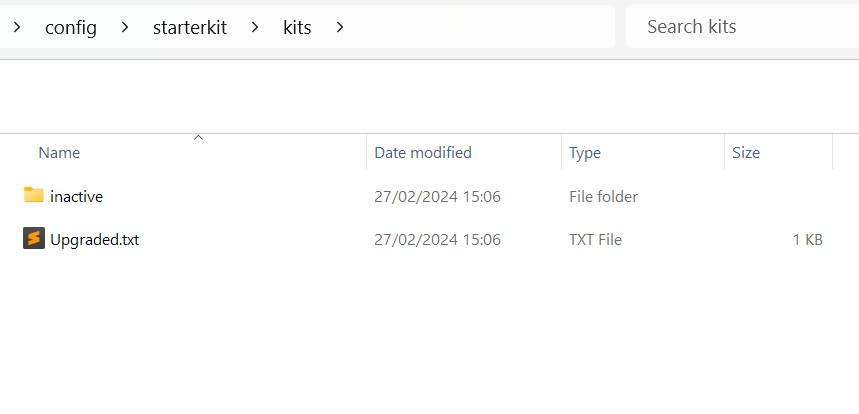 config starterkit kits Search kits
Name Date modified Type Size
inactive 27/02/2024 15:06 File folder
Upgraded.txt 27/02/2024 15:06 TXT File 1 KB